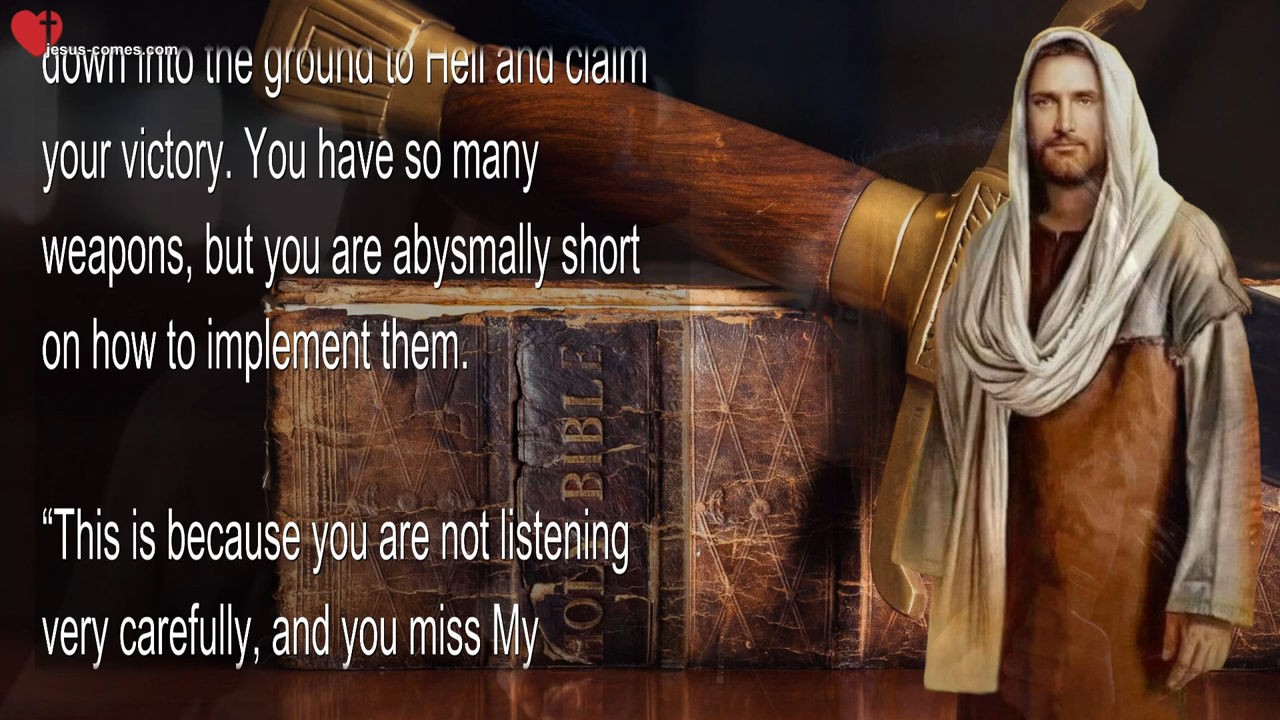 jesus-comes.com
down into the ground to Hell and claim
your victory. You have so many
weapons, but you are abysmally short
on how to implement them.
“This is because you are not listening
very carefully, and you miss My
HOLY BIBLE